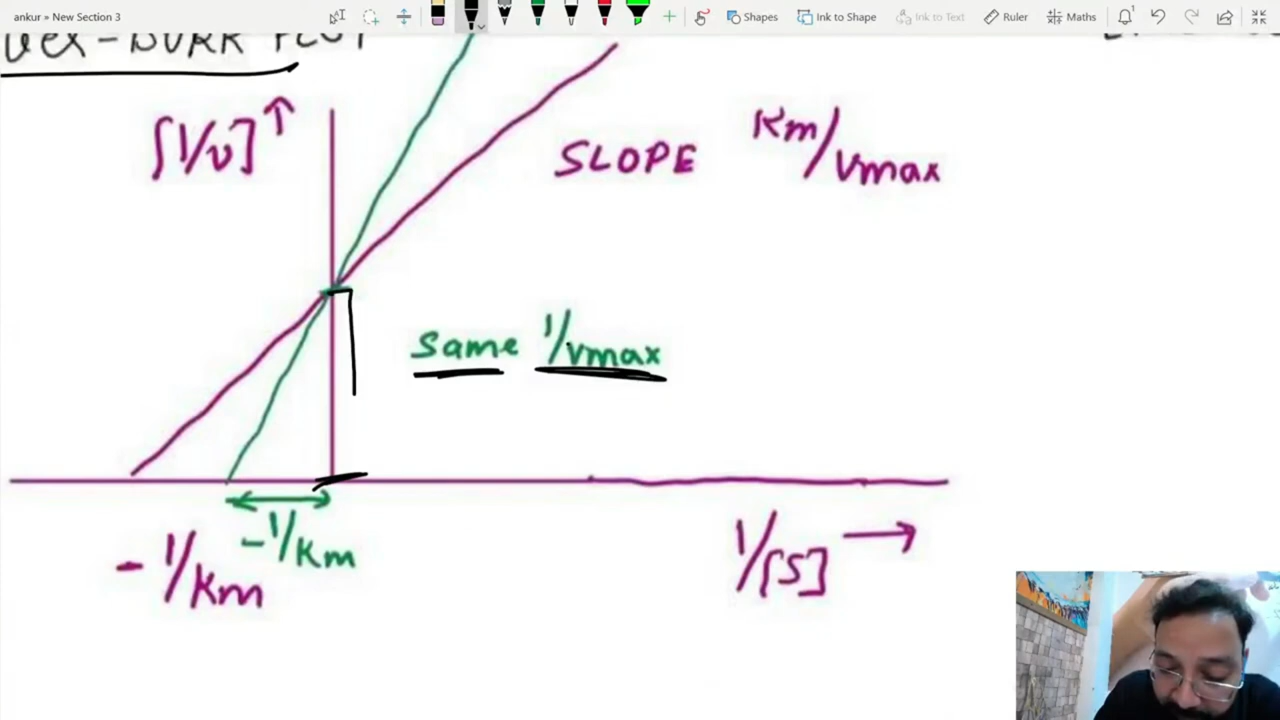 ankur » New Section 3
Shapes
Ink to Shape
Ink to Text
Ruler
Maths
PLOT
[1/v] ↑
SLOPE Km/Vmax
Same 1/Vmax
-1/Km
-1/Km
1/[S] →